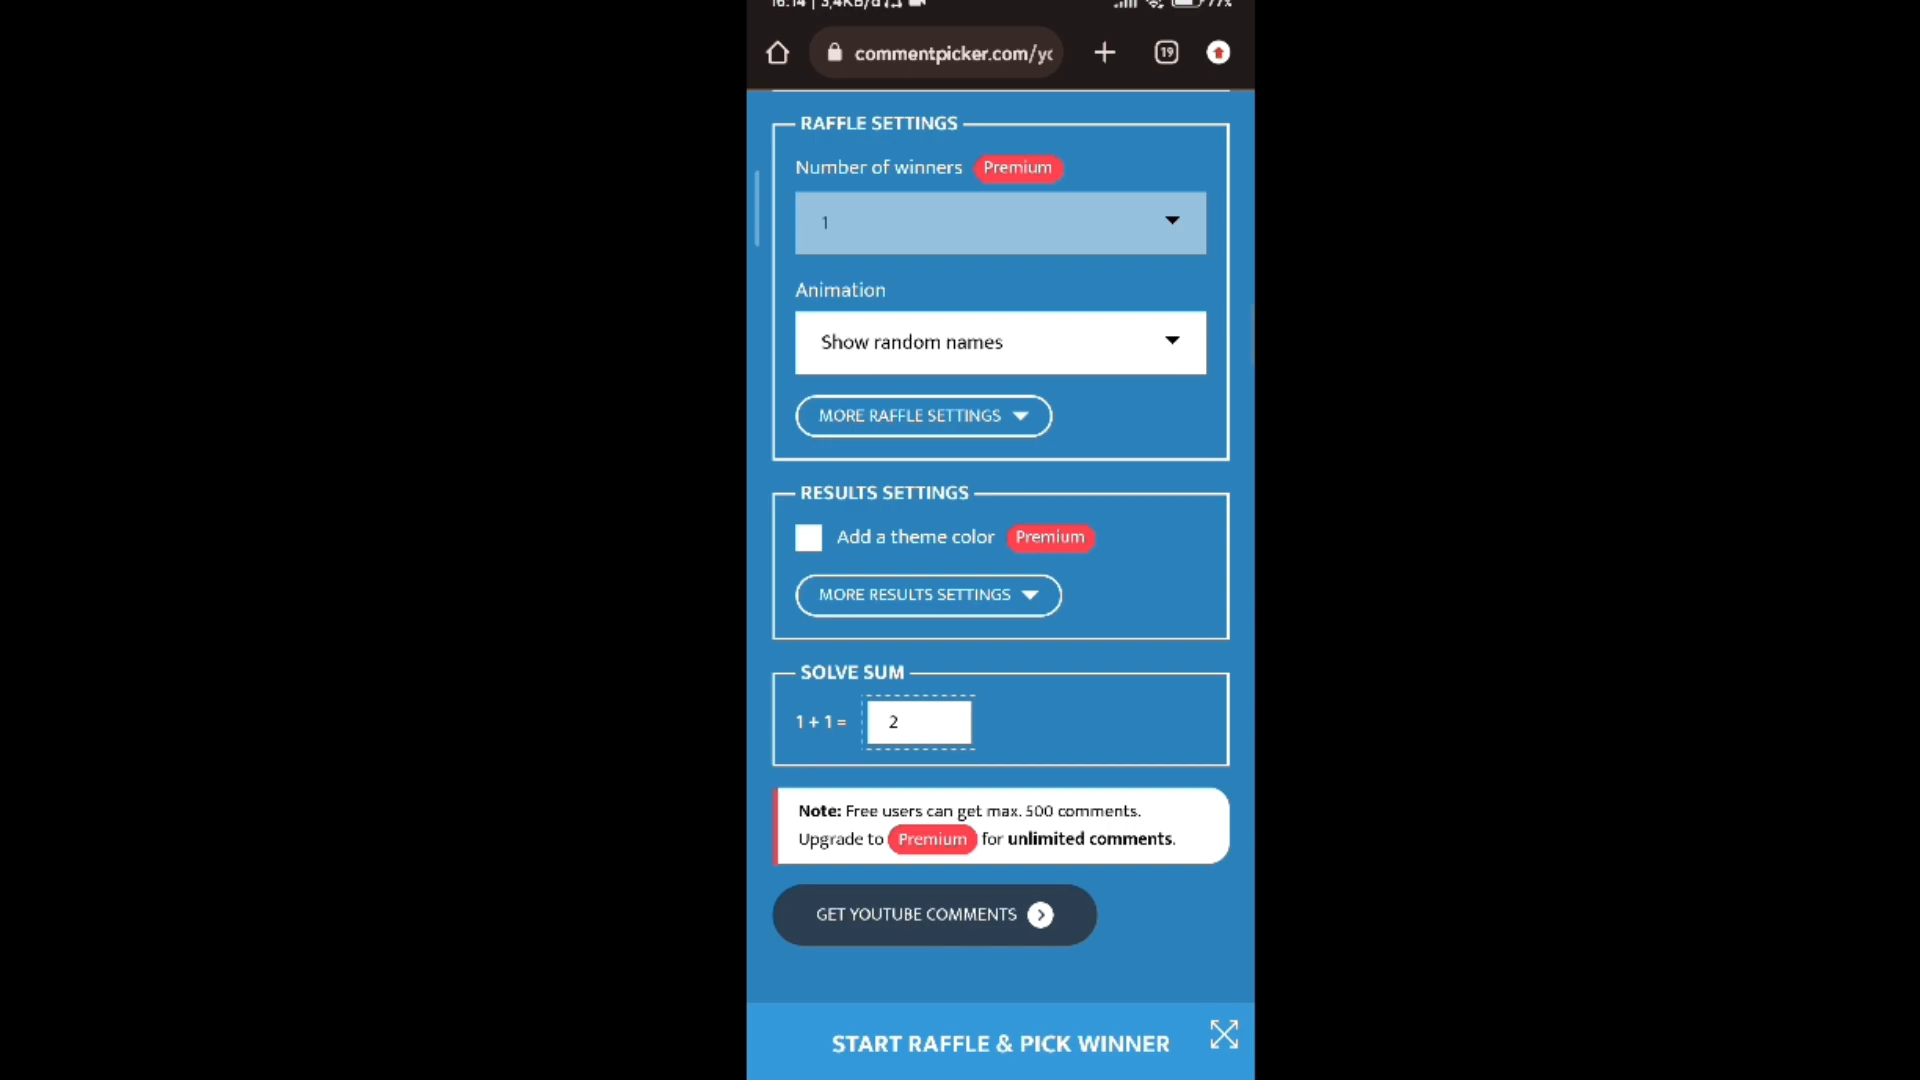 commentpicker.com/yc
19
RAFFLE SETTINGS
Number of winners Premium
1
Animation
Show random names
MORE RAFFLE SETTINGS
RESULTS SETTINGS
Add a theme color Premium
MORE RESULTS SETTINGS
SOLVE SUM
1 + 1 = 2
Note: Free users can get max. 500 comments.
Upgrade to Premium for unlimited comments.
GET YOUTUBE COMMENTS
START RAFFLE & PICK WINNER